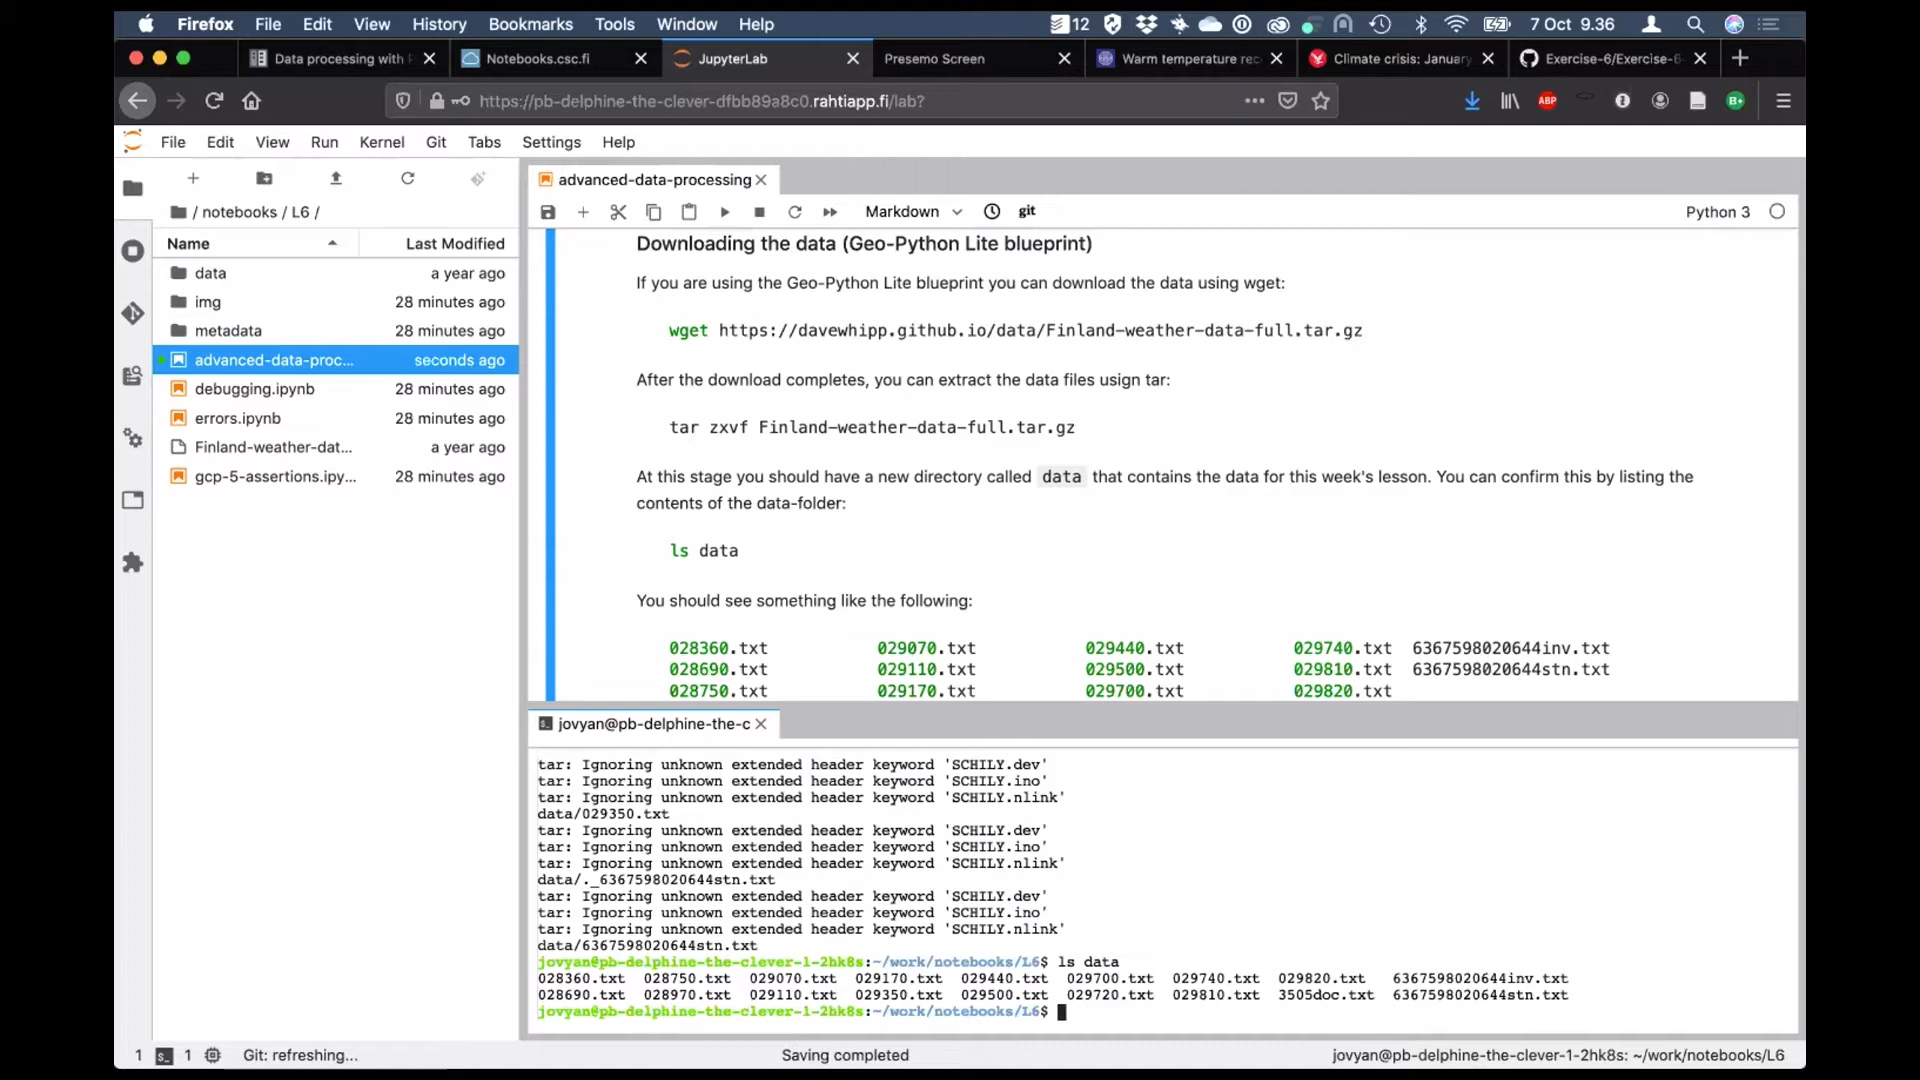 Firefox File Edit View History Bookmarks Tools Window Help 12 7 Oct 9.36
Data processing with Notebooks.csc.fi JupyterLab Presemo Screen Warm temperature rec Climate crisis: January Exercise-6/Exercise-6
https://pb-delphine-the-clever-dfbb89a8c0.rahtiapp.fi/lab? ABP B+
File Edit View Run Kernel Git Tabs Settings Help
advanced-data-processing
/ notebooks / L6 /
Markdown git Python 3
Name Last Modified
data a year ago
img 28 minutes ago
metadata 28 minutes ago
advanced-data-proc... seconds ago
debugging.ipynb 28 minutes ago
errors.ipynb 28 minutes ago
Finland-weather-dat... a year ago
gcp-5-assertions.ipy... 28 minutes ago
Downloading the data (Geo-Python Lite blueprint)
If you are using the Geo-Python Lite blueprint you can download the data using wget:
wget https://davewhipp.github.io/data/Finland-weather-data-full.tar.gz
After the download completes, you can extract the data files usign tar:
tar zxvf Finland-weather-data-full.tar.gz
At this stage you should have a new directory called data that contains the data for this week's lesson. You can confirm this by listing the
contents of the data-folder:
ls data
You should see something like the following:
028360.txt 029070.txt 029440.txt 029740.txt 6367598020644inv.txt
028690.txt 029110.txt 029500.txt 029810.txt 6367598020644stn.txt
028750.txt 029170.txt 029700.txt 029820.txt
jovyan@pb-delphine-the-c
tar: Ignoring unknown extended header keyword 'SCHILY.dev'
tar: Ignoring unknown extended header keyword 'SCHILY.ino'
tar: Ignoring unknown extended header keyword 'SCHILY.nlink'
data/029350.txt
tar: Ignoring unknown extended header keyword 'SCHILY.dev'
tar: Ignoring unknown extended header keyword 'SCHILY.ino'
tar: Ignoring unknown extended header keyword 'SCHILY.nlink'
data/._6367598020644stn.txt
tar: Ignoring unknown extended header keyword 'SCHILY.dev'
tar: Ignoring unknown extended header keyword 'SCHILY.ino'
tar: Ignoring unknown extended header keyword 'SCHILY.nlink'
data/6367598020644stn.txt
jovyan@pb-delphine-the-clever-1-2hk8s:~/work/notebooks/L6$ ls data
028360.txt 028750.txt 029070.txt 029170.txt 029440.txt 029700.txt 029740.txt 029820.txt 6367598020644inv.txt
028690.txt 028970.txt 029110.txt 029350.txt 029500.txt 029720.txt 029810.txt 3505doc.txt 6367598020644stn.txt
jovyan@pb-delphine-the-clever-1-2hk8s:~/work/notebooks/L6$
1 1 Git: refreshing... Saving completed jovyan@pb-delphine-the-clever-1-2hk8s: ~/work/notebooks/L6